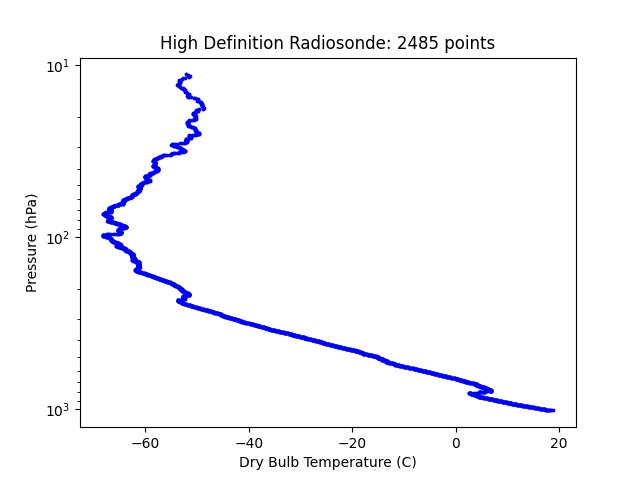 High Definition Radiosonde: 2485 points
10¹
10²
10³
Pressure (hPa)
−60
−40
−20
0
20
Dry Bulb Temperature (C)